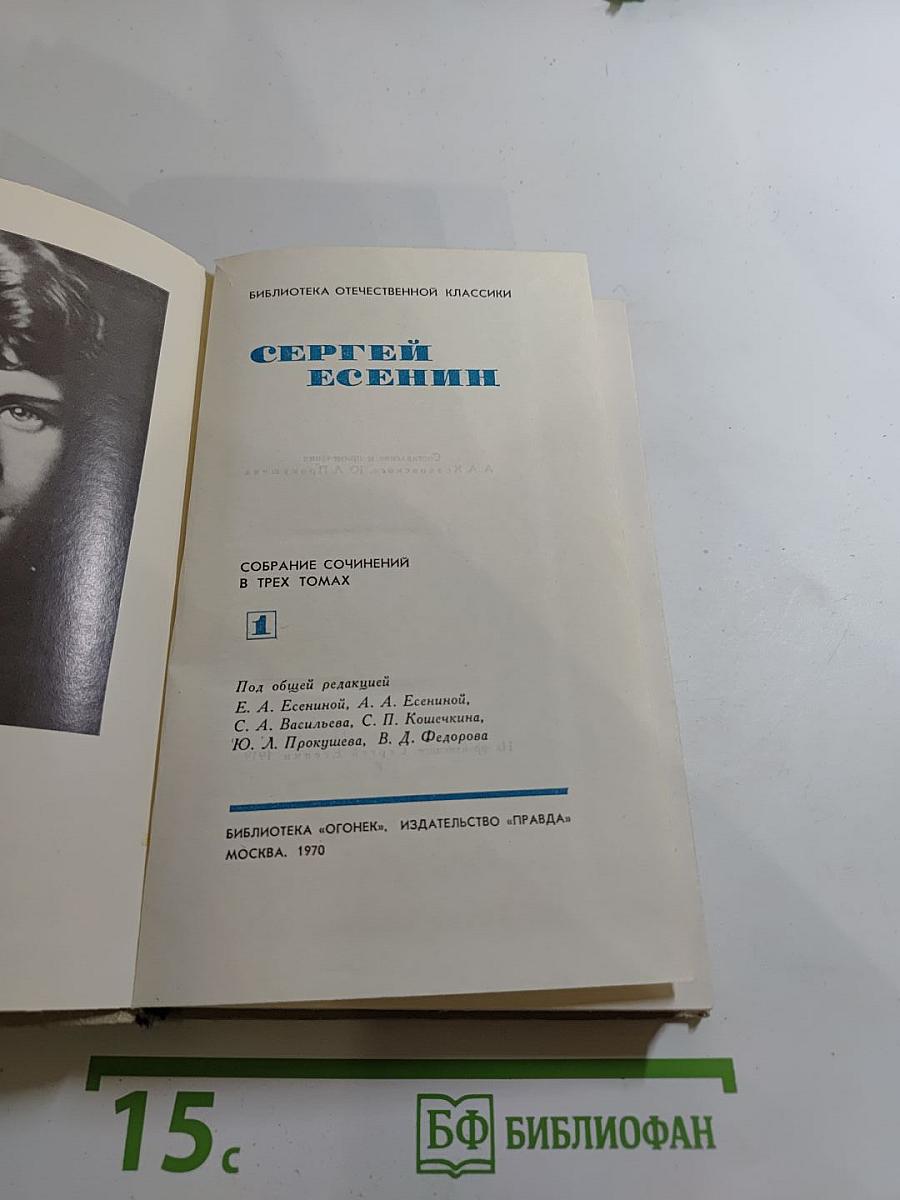 БИБЛИОТЕКА ОТЕЧЕСТВЕННОЙ КЛАССИКИ
СЕРГЕЙ
ЕСЕНИН
СОБРАНИЕ СОЧИНЕНИЙ
В ТРЕХ ТОМАХ
1
Под общей редакцией
Е. А. Есениной, А. А. Есениной,
С. А. Васильева, С. П. Кошечкина,
Ю. Л. Прокушева, В. Д. Федорова
БИБЛИОТЕКА «ОГОНЕК». ИЗДАТЕЛЬСТВО «ПРАВДА»
МОСКВА. 1970
15 с
БФ БИБЛИОФАН